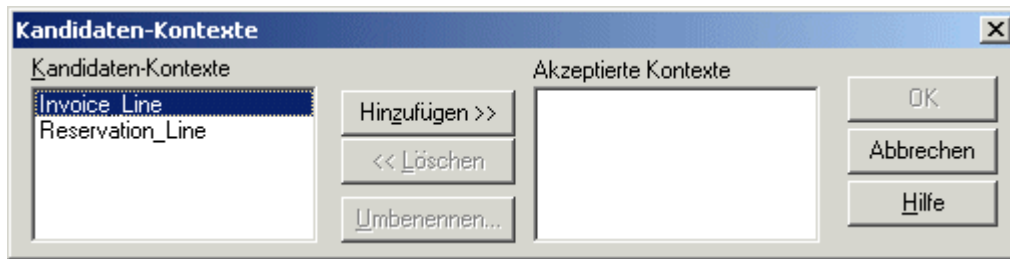 Kandidaten-Kontexte
Kandidaten-Kontexte
Invoice_Line
Reservation_Line
Hinzufügen >>
<< Löschen
Umbenennen...
Akzeptierte Kontexte
OK
Abbrechen
Hilfe